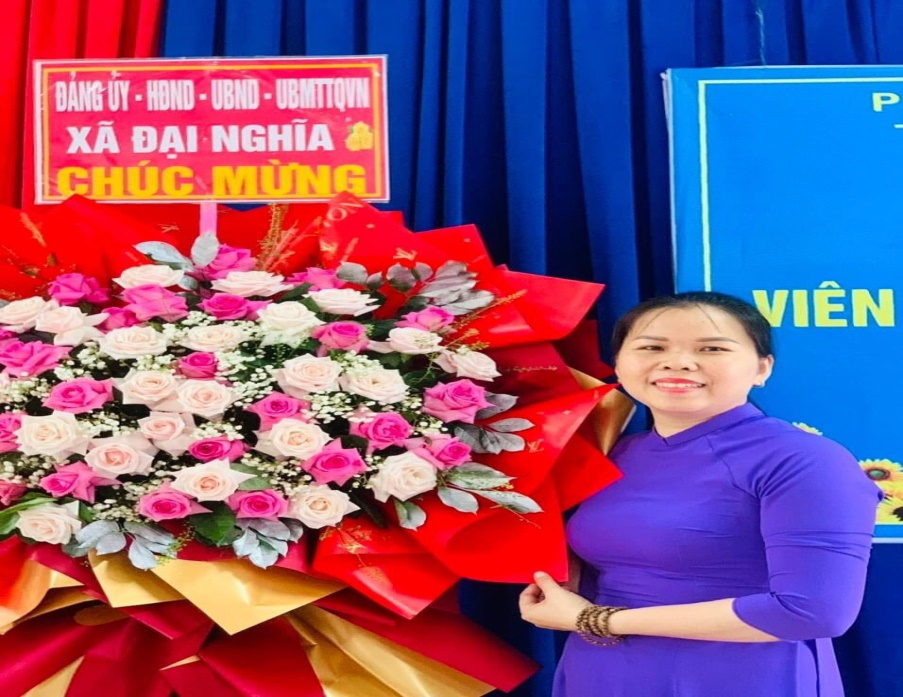 ĐẢNG ỦY - HĐND - UBND - UBMTTQVN
XÃ ĐẠI NGHĨA
CHÚC MỪNG
P
VIÊN